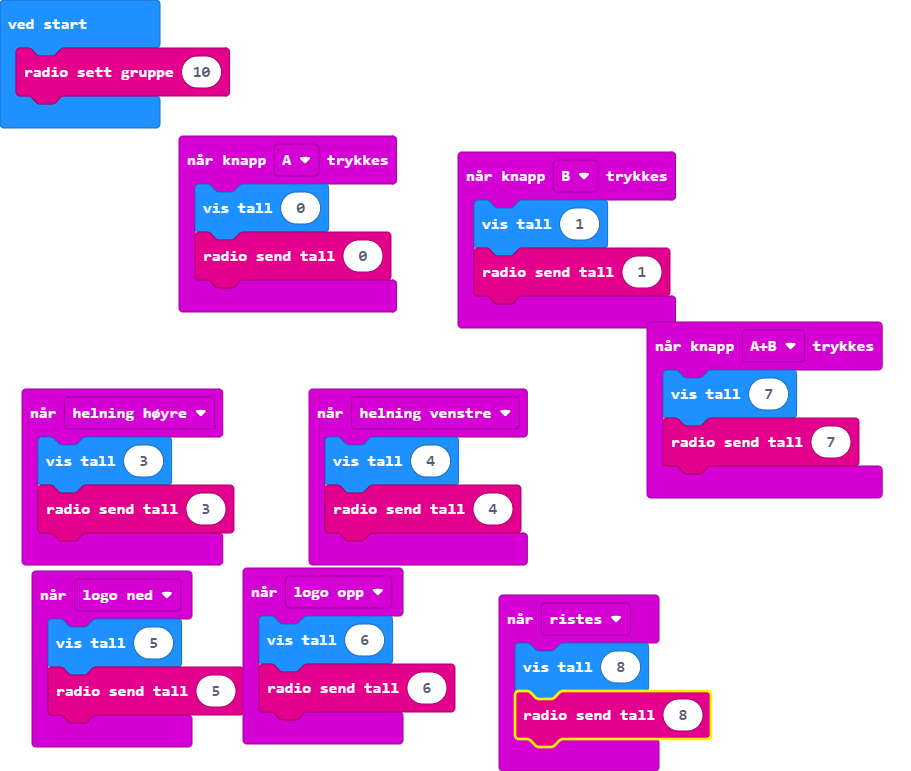 ved start
radio sett gruppe 10
når knapp A trykkes
vis tall 0
radio send tall 0
når knapp B trykkes
vis tall 1
radio send tall 1
når knapp A+B trykkes
vis tall 7
radio send tall 7
når helning høyre
vis tall 3
radio send tall 3
når helning venstre
vis tall 4
radio send tall 4
når logo ned
vis tall 5
radio send tall 5
når logo opp
vis tall 6
radio send tall 6
når ristes
vis tall 8
radio send tall 8